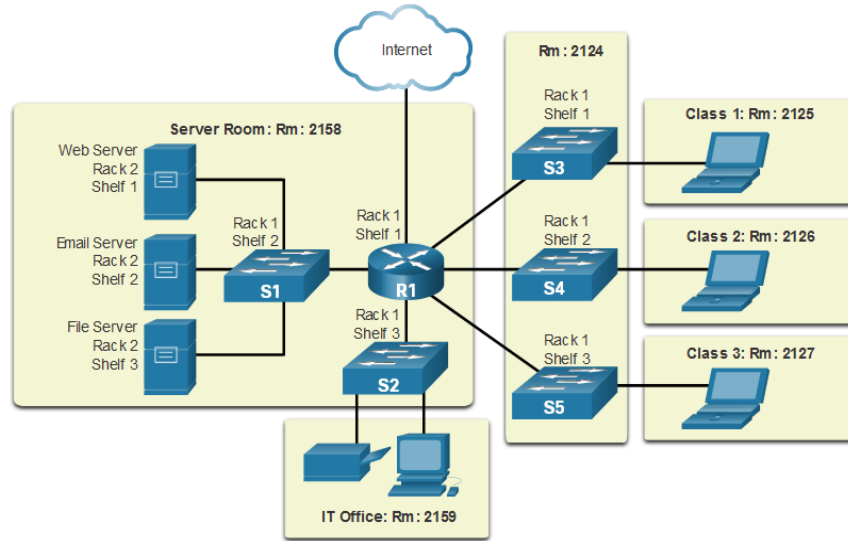 Internet
Server Room: Rm: 2158
Web Server
Rack 2
Shelf 1
Email Server
Rack 2
Shelf 2
File Server
Rack 2
Shelf 3
Rack 1
Shelf 2
S1
Rack 1
Shelf 1
R1
Rack 1
Shelf 3
S2
IT Office: Rm: 2159
Rm: 2124
Rack 1
Shelf 1
S3
Rack 1
Shelf 2
S4
Rack 1
Shelf 3
S5
Class 1: Rm: 2125
Class 2: Rm: 2126
Class 3: Rm: 2127